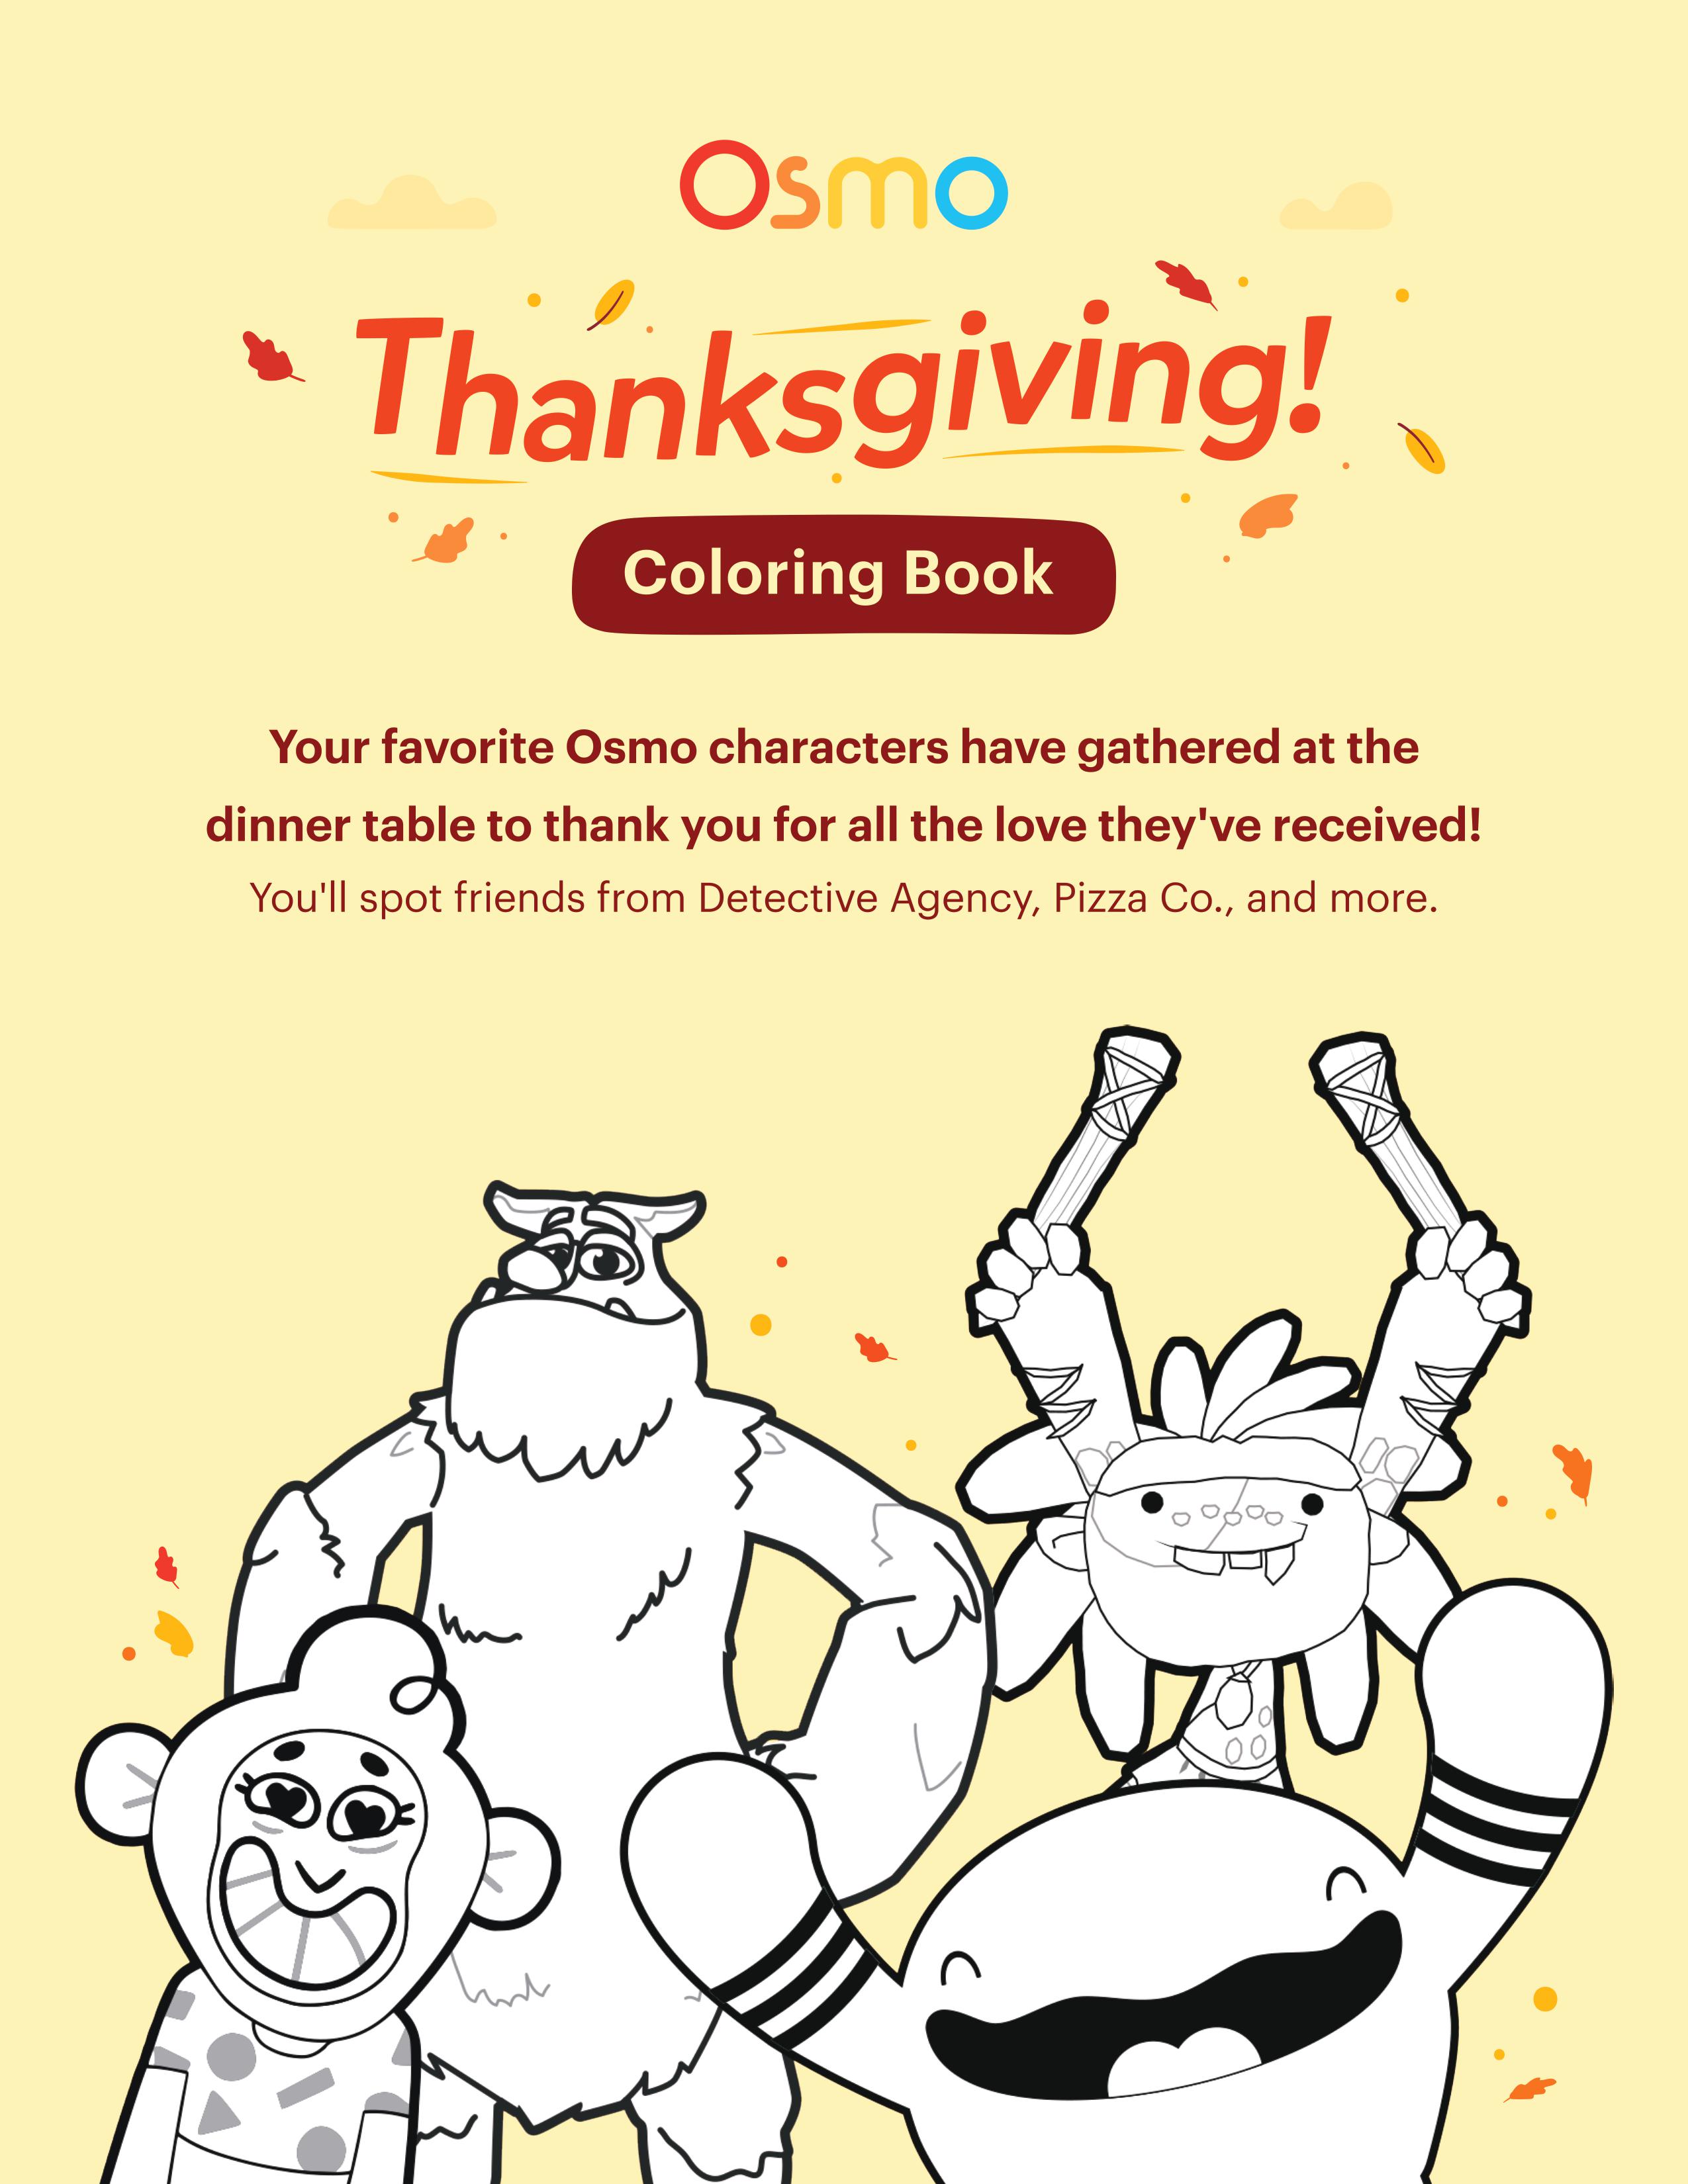 Osmo
Thanksgiving!
Coloring Book
Your favorite Osmo characters have gathered at the
dinner table to thank you for all the love they've received!
You'll spot friends from Detective Agency, Pizza Co., and more.